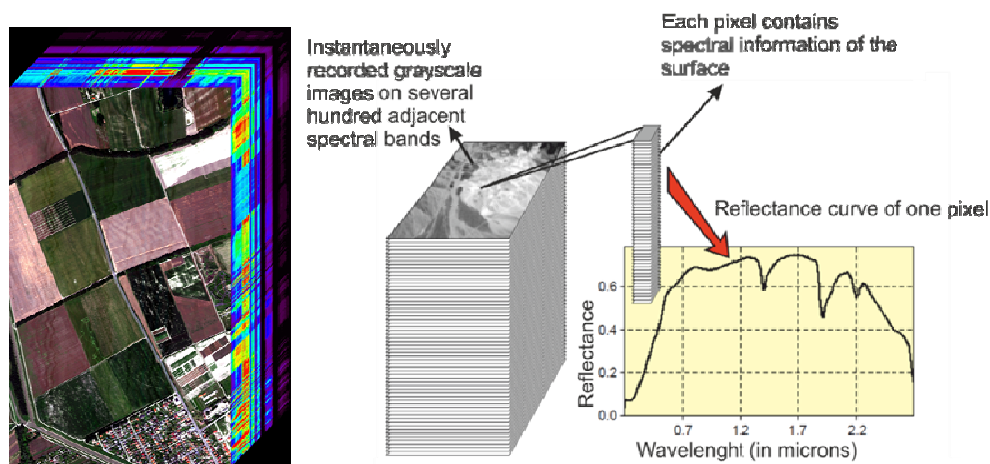 Instantaneously
recorded grayscale
images on several
hundred adjacent
spectral bands
Each pixel contains
spectral information of the
surface
Reflectance curve of one pixel
Reflectance
0.6
0.4
0.2
0.0
0.7 1.2 1.7 2.2
Wavelenght (in microns)